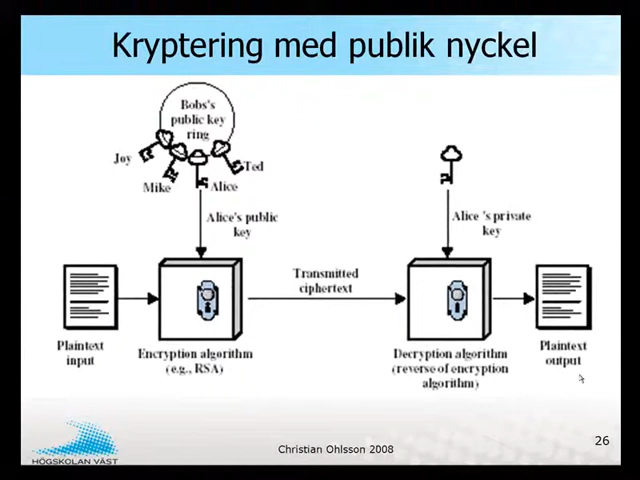 Kryptering med publik nyckel
Bobs's
public key
ring
Joy
Ted
Mike
Alice
Alice's public
key
Alice 's private
key
Transmitted
ciphertext
Plaintext
input
Encryption algorithm
(e.g., RSA)
Decryption algorithm
(reverse of encryption
algorithm)
Plaintext
output
HÖGSKOLAN VÄST
Christian Ohlsson 2008
26